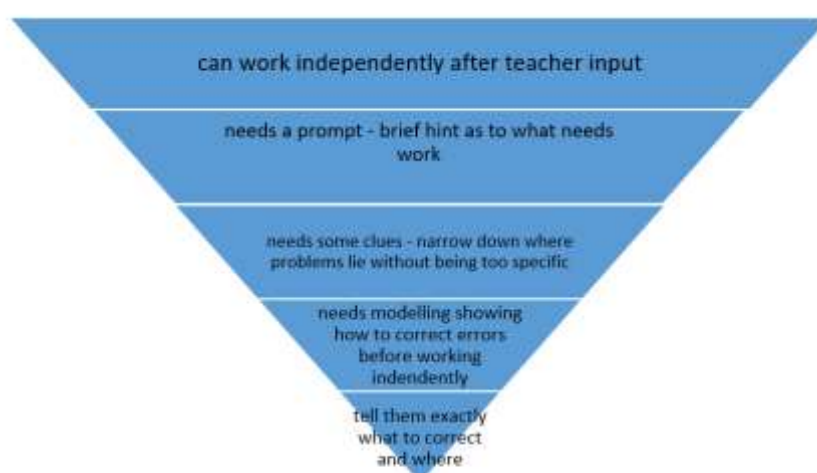 can work independently after teacher input
needs a prompt - brief hint as to what needs
work
needs some clues - narrow down where
problems lie without being too specific
needs modelling showing
how to correct errors
before working
indendently
tell them exactly
what to correct
and where